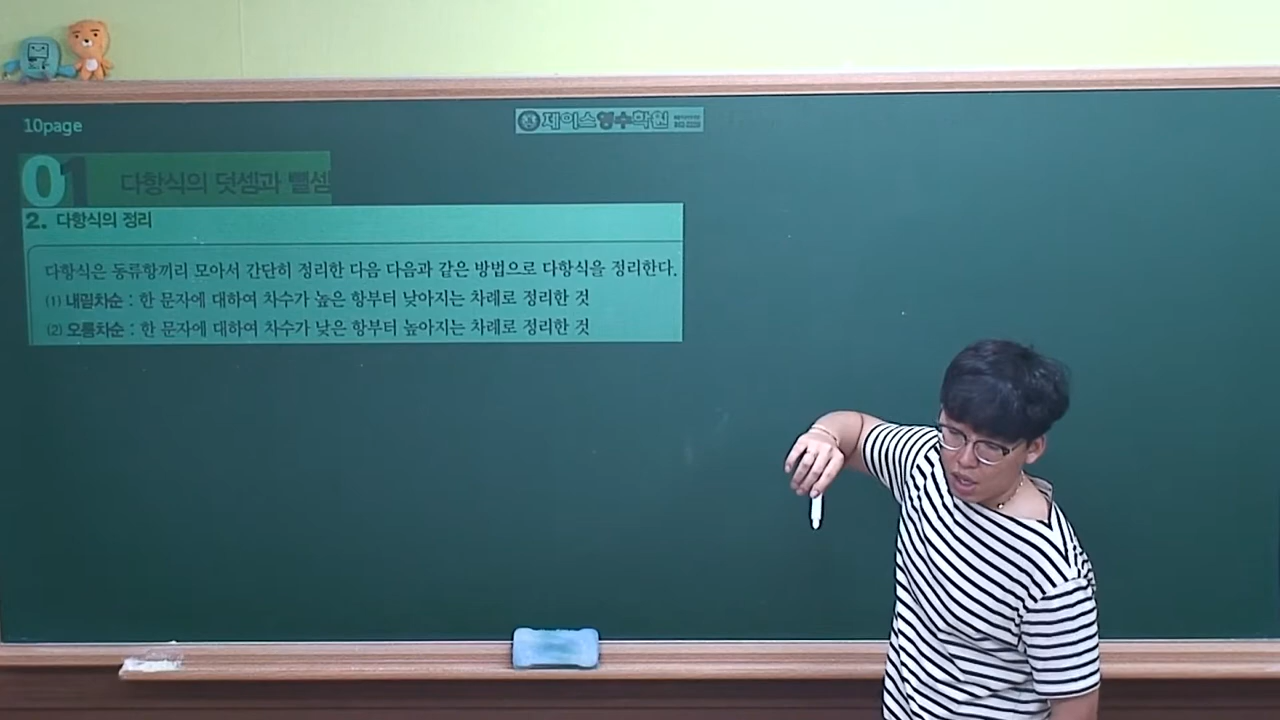 10page
제이스영수학원
01 다항식의 덧셈과 뺄셈
2. 다항식의 정리
다항식은 동류항끼리 모아서 간단히 정리한 다음 다음과 같은 방법으로 다항식을 정리한다.
(1) 내림차순 : 한 문자에 대하여 차수가 높은 항부터 낮아지는 차례로 정리한 것
(2) 오름차순 : 한 문자에 대하여 차수가 낮은 항부터 높아지는 차례로 정리한 것